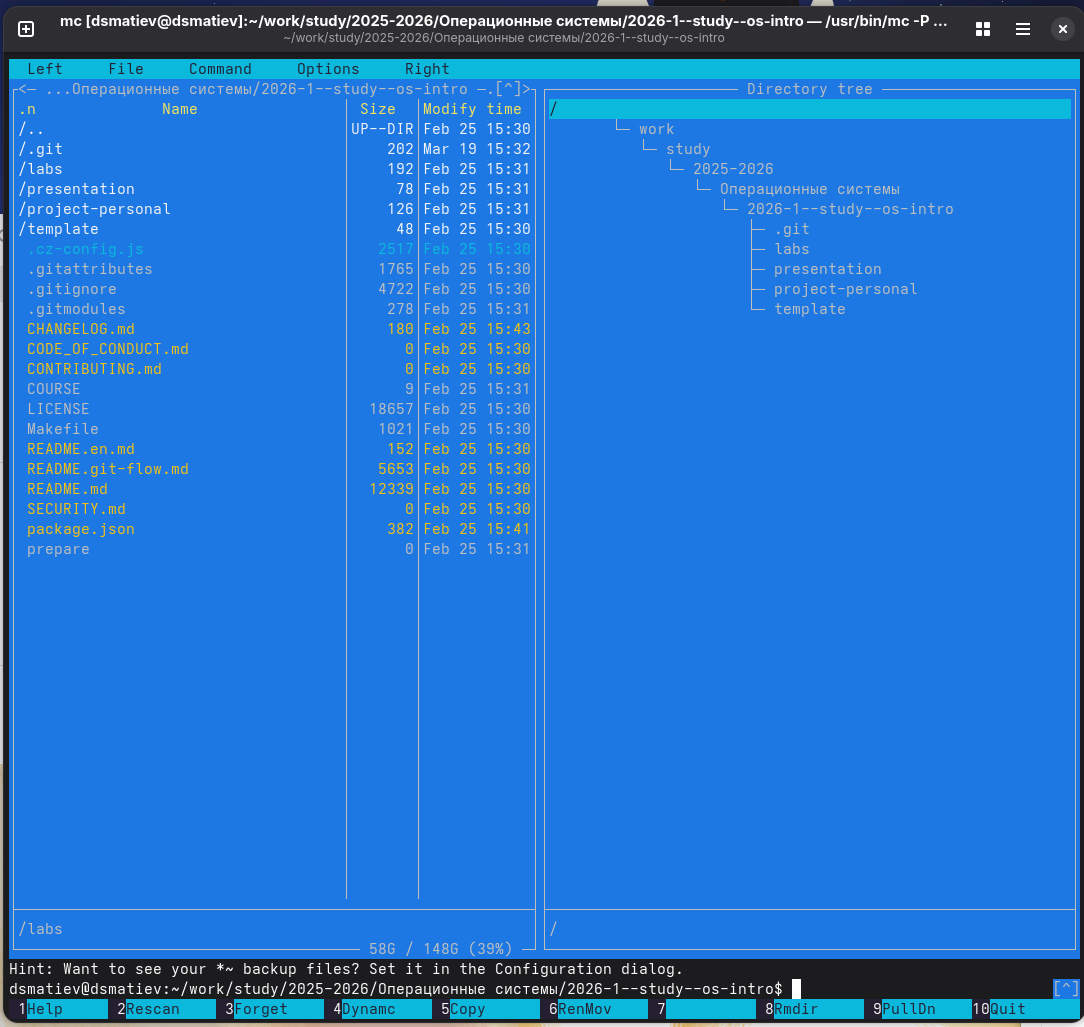 mc [dsmatiev@dsmatiev]:~/work/study/2025-2026/Операционные системы/2026-1--study--os-intro — /usr/bin/mc -P ...
~/work/study/2025-2026/Операционные системы/2026-1--study--os-intro
Left File Command Options Right
<— ...Операционные системы/2026-1--study--os-intro —.[^]>
.n Name Size Modify time
/.. UP--DIR Feb 25 15:30
/.git 202 Mar 19 15:32
/labs 192 Feb 25 15:31
/presentation 78 Feb 25 15:31
/project-personal 126 Feb 25 15:31
/template 48 Feb 25 15:30
.cz-config.js 2517 Feb 25 15:30
.gitattributes 1765 Feb 25 15:30
.gitignore 4722 Feb 25 15:30
.gitmodules 278 Feb 25 15:31
CHANGELOG.md 180 Feb 25 15:43
CODE_OF_CONDUCT.md 0 Feb 25 15:30
CONTRIBUTING.md 0 Feb 25 15:30
COURSE 9 Feb 25 15:31
LICENSE 18657 Feb 25 15:30
Makefile 1021 Feb 25 15:30
README.en.md 152 Feb 25 15:30
README.git-flow.md 5653 Feb 25 15:30
README.md 12339 Feb 25 15:30
SECURITY.md 0 Feb 25 15:30
package.json 382 Feb 25 15:41
prepare 0 Feb 25 15:31
/labs
58G / 148G (39%)
Directory tree
/
work
study
2025-2026
Операционные системы
2026-1--study--os-intro
.git
labs
presentation
project-personal
template
/
Hint: Want to see your *~ backup files? Set it in the Configuration dialog.
dsmatiev@dsmatiev:~/work/study/2025-2026/Операционные системы/2026-1--study--os-intro$ [^]
1Help 2Rescan 3Forget 4Dynamc 5Copy 6RenMov 7 8Rmdir 9PullDn 10Quit